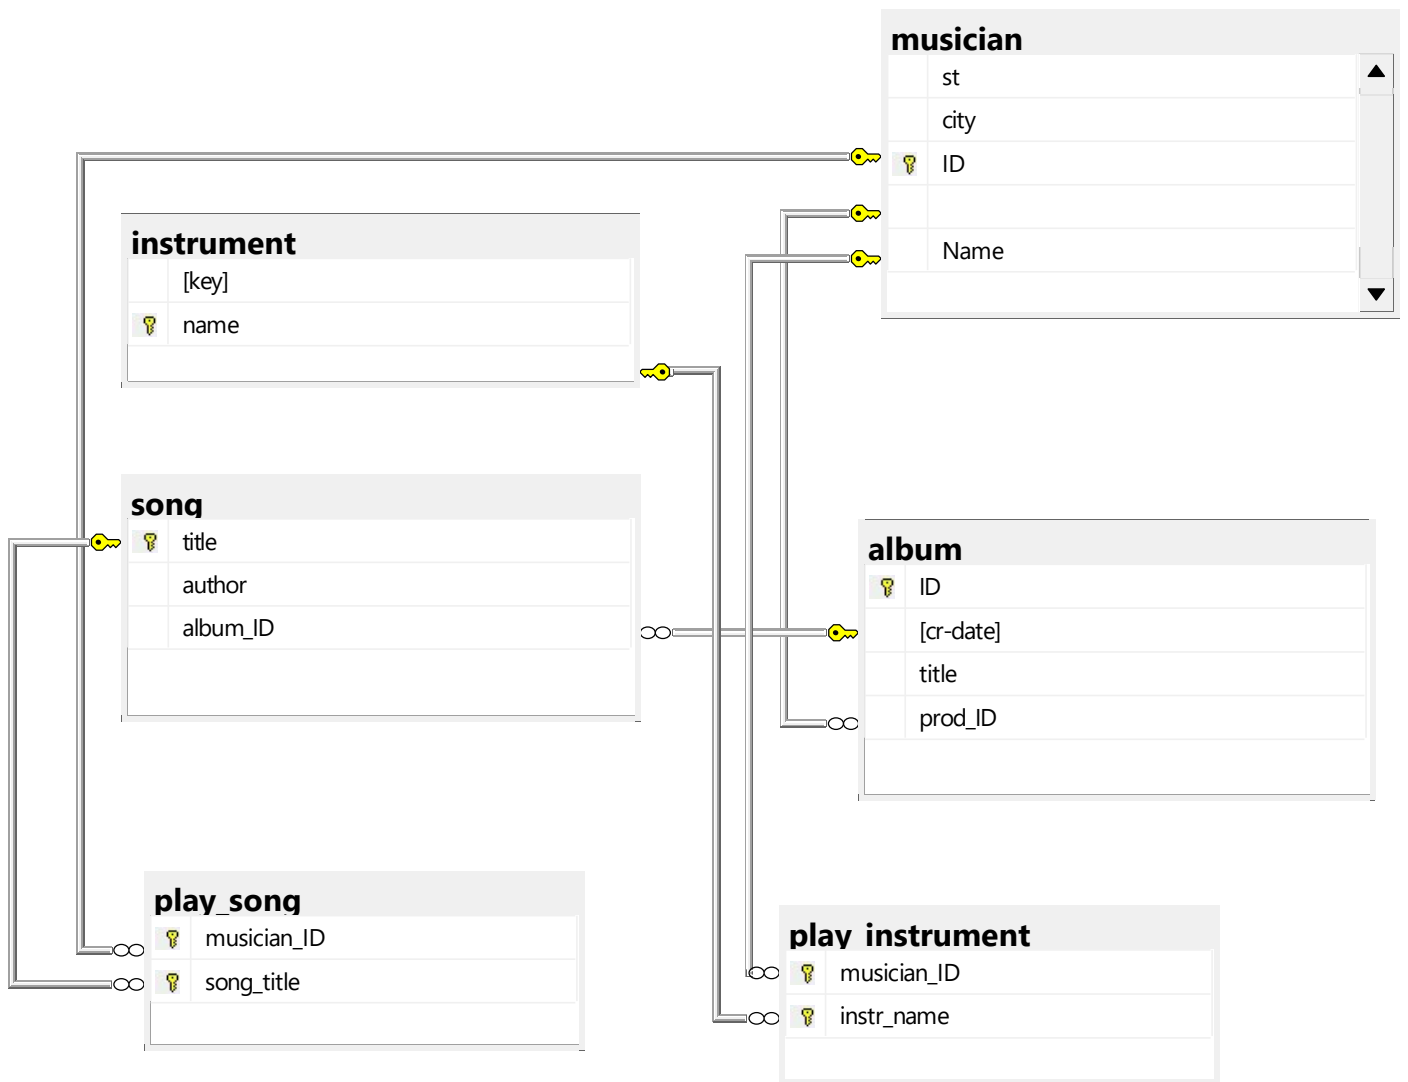 musician
st
city
ID
Name
instrument
[key]
name
song
title
author
album_ID
album
ID
[cr-date]
title
prod_ID
play_song
musician_ID
song_title
play_instrument
musician_ID
instr_name